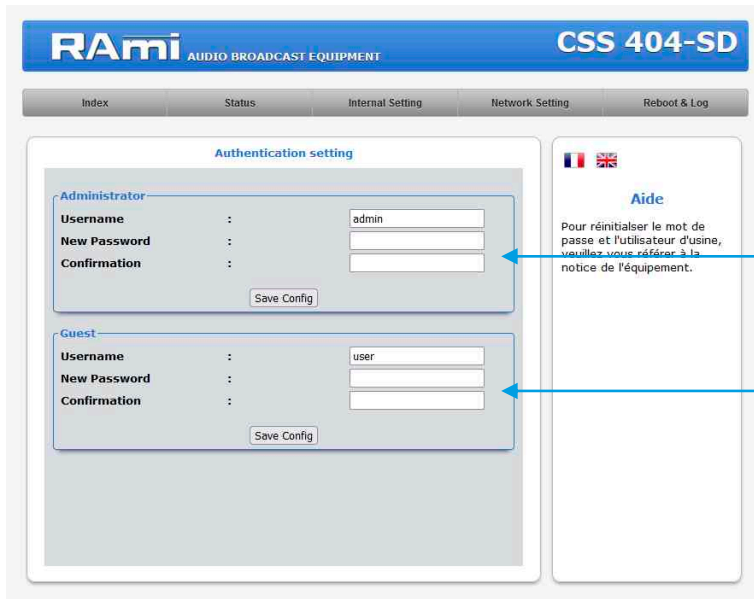 RAmi AUDIO BROADCAST EQUIPMENT CSS 404-SD
Index Status Internal Setting Network Setting Reboot & Log
Authentication setting
Administrator
Username : admin
New Password :
Confirmation :
Save Config
Guest
Username : user
New Password :
Confirmation :
Save Config
Aide
Pour réinitialser le mot de
passe et l'utilisateur d'usine,
veuillez vous référer à la
notice de l'équipement.